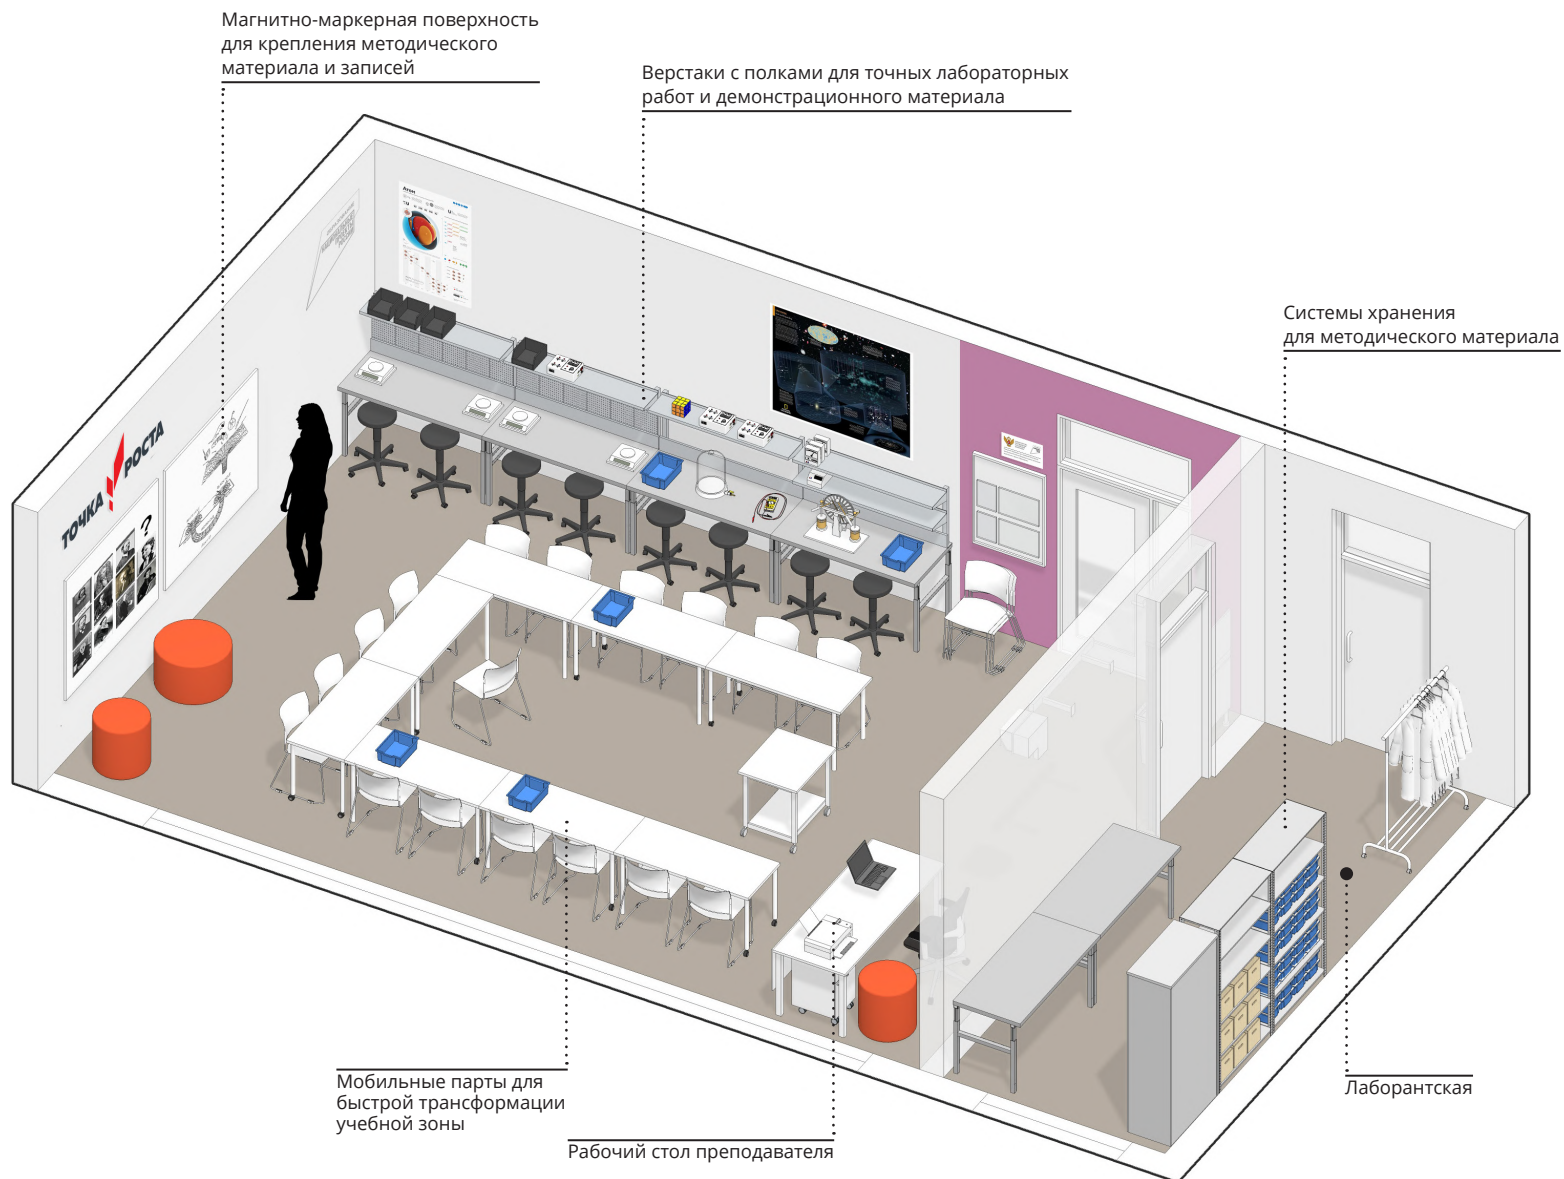 Магнитно-маркерная поверхность
для крепления методического
материала и записей
Верстаки с полками для точных лабораторных
работ и демонстрационного материала
Системы хранения
для методического материала
Атом
ТОЧКА РОСТА
?
Мобильные парты для
быстрой трансформации
учебной зоны
Рабочий стол преподавателя
Лаборантская